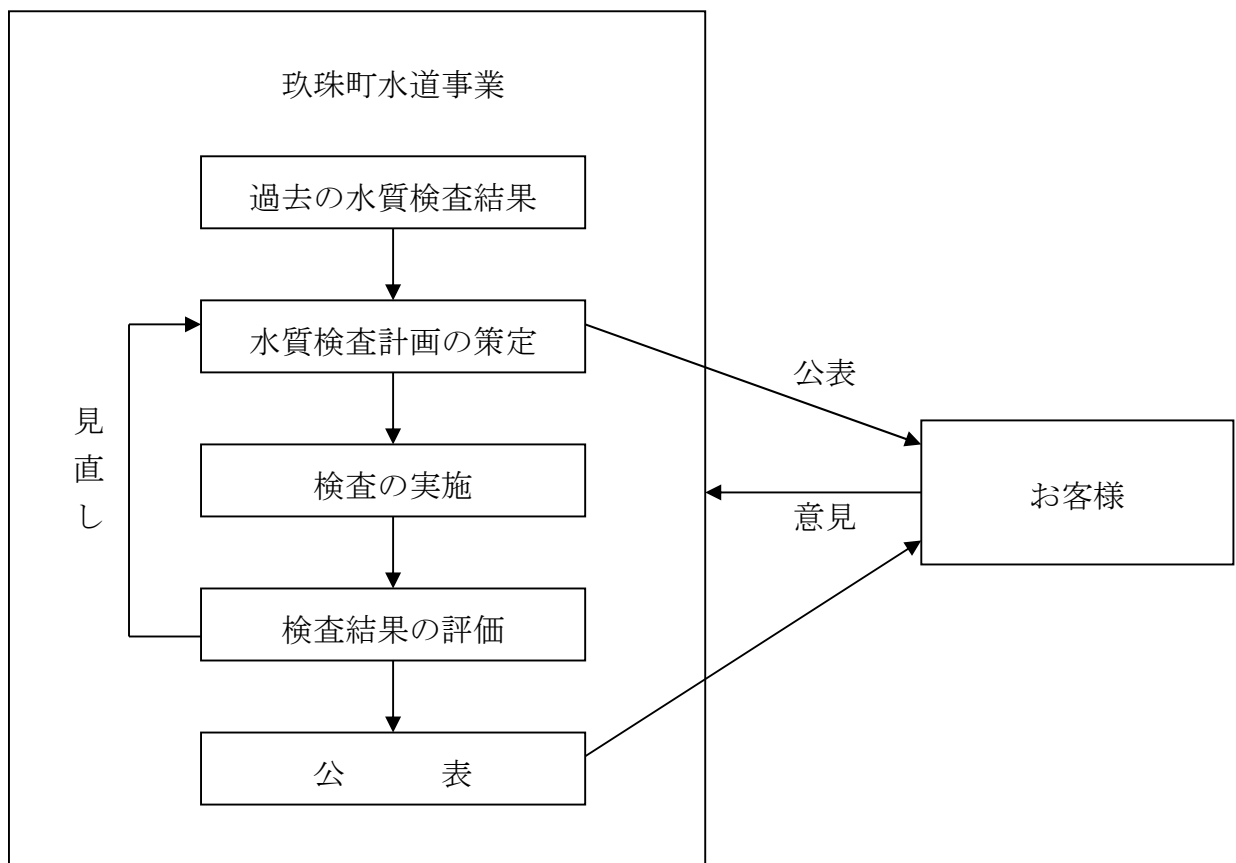 玖珠町水道事業
過去の水質検査結果
水質検査計画の策定
公表
見直し
検査の実施
お客様
意見
検査結果の評価
公　　　表